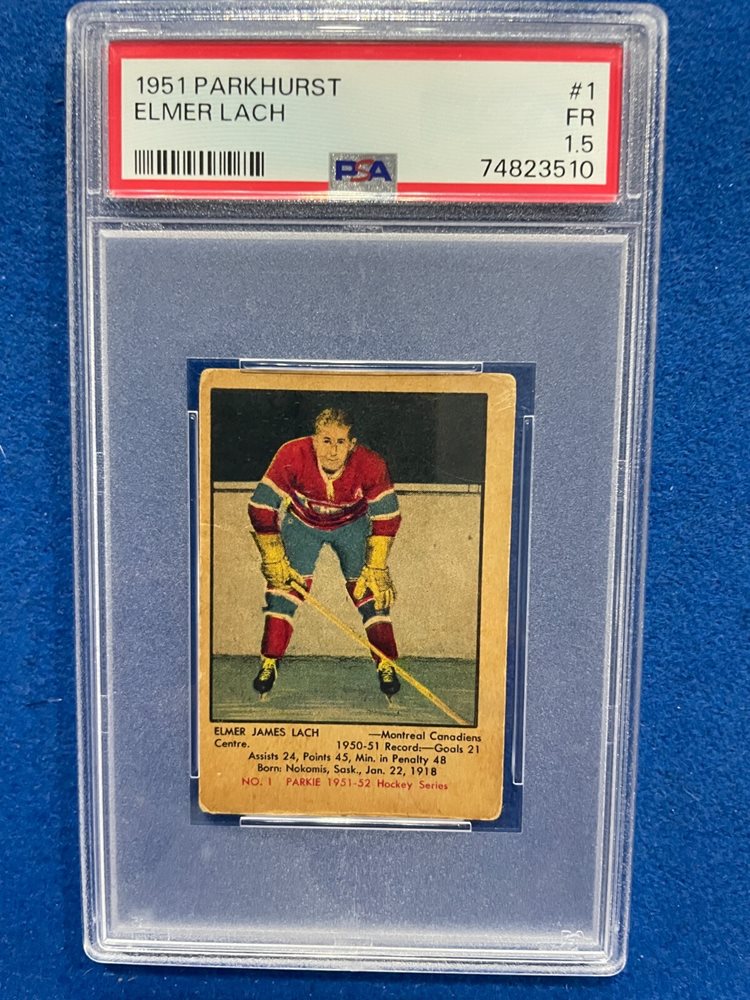 1951 PARKHURST #1
ELMER LACH FR
1.5
PSA 74823510
A
ELMER JAMES LACH —Montreal Canadiens
Centre. 1950-51 Record:—Goals 21
Assists 24, Points 45, Min. in Penalty 48
Born: Nokomis, Sask., Jan. 22, 1918
NO. 1 PARKIE 1951-52 Hockey Series